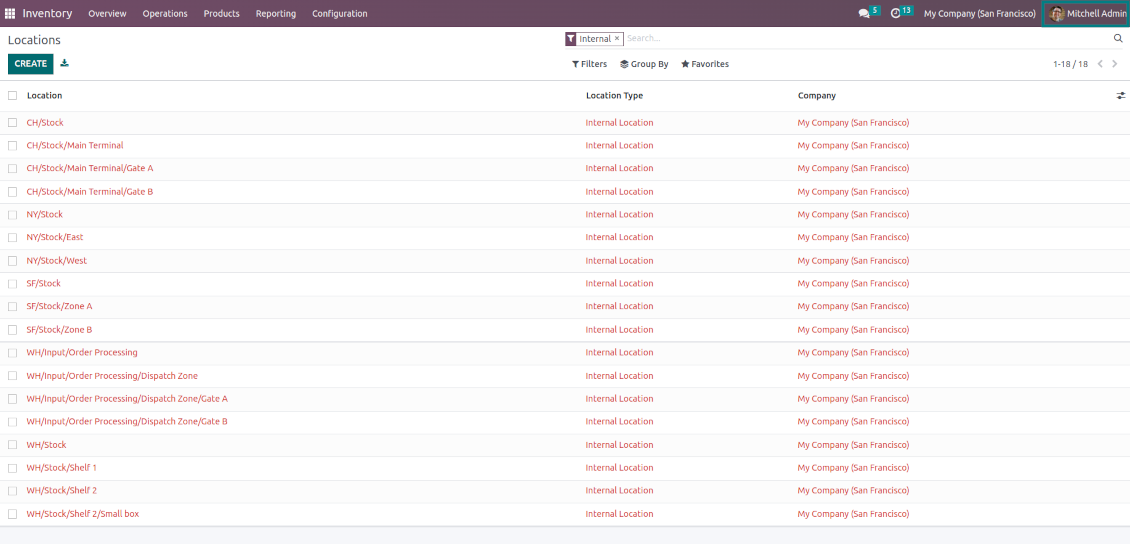 Inventory Overview Operations Products Reporting Configuration 5 13 My Company (San Francisco) Mitchell Admin
Locations Internal × Search...
CREATE Filters Group By Favorites 1-18 / 18
Location Location Type Company
CH/Stock Internal Location My Company (San Francisco)
CH/Stock/Main Terminal Internal Location My Company (San Francisco)
CH/Stock/Main Terminal/Gate A Internal Location My Company (San Francisco)
CH/Stock/Main Terminal/Gate B Internal Location My Company (San Francisco)
NY/Stock Internal Location My Company (San Francisco)
NY/Stock/East Internal Location My Company (San Francisco)
NY/Stock/West Internal Location My Company (San Francisco)
SF/Stock Internal Location My Company (San Francisco)
SF/Stock/Zone A Internal Location My Company (San Francisco)
SF/Stock/Zone B Internal Location My Company (San Francisco)
WH/Input/Order Processing Internal Location My Company (San Francisco)
WH/Input/Order Processing/Dispatch Zone Internal Location My Company (San Francisco)
WH/Input/Order Processing/Dispatch Zone/Gate A Internal Location My Company (San Francisco)
WH/Input/Order Processing/Dispatch Zone/Gate B Internal Location My Company (San Francisco)
WH/Stock Internal Location My Company (San Francisco)
WH/Stock/Shelf 1 Internal Location My Company (San Francisco)
WH/Stock/Shelf 2 Internal Location My Company (San Francisco)
WH/Stock/Shelf 2/Small box Internal Location My Company (San Francisco)